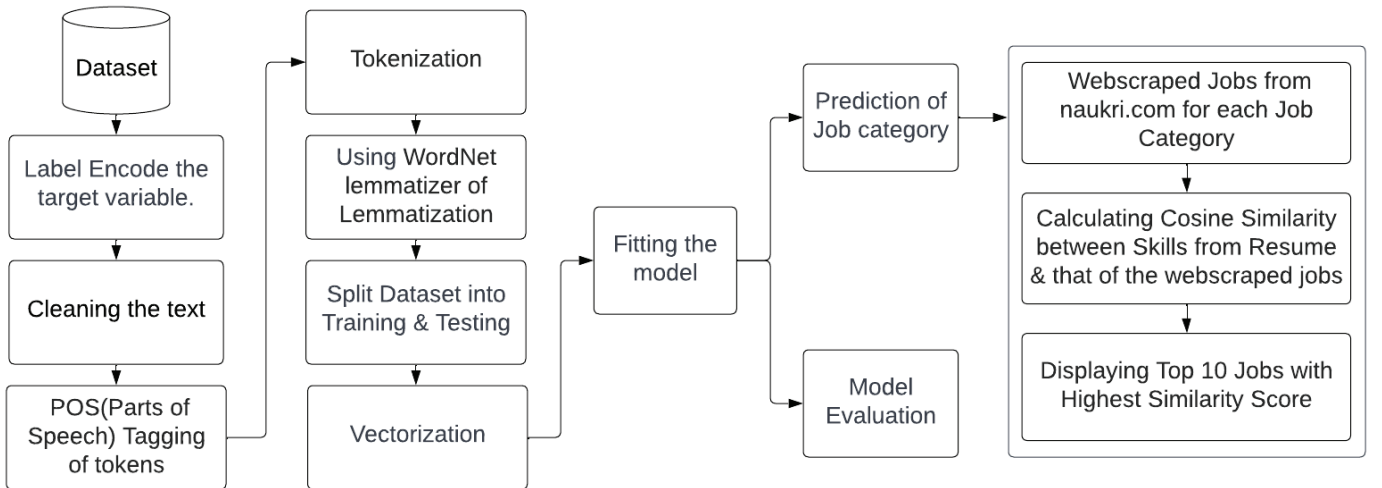 Dataset
Label Encode the
target variable.
Cleaning the text
POS(Parts of
Speech) Tagging
of tokens
Tokenization
Using WordNet
lemmatizer of
Lemmatization
Split Dataset into
Training & Testing
Vectorization
Fitting the
model
Prediction of
Job category
Model
Evaluation
Webscraped Jobs from
naukri.com for each Job
Category
Calculating Cosine Similarity
between Skills from Resume
& that of the webscraped jobs
Displaying Top 10 Jobs with
Highest Similarity Score